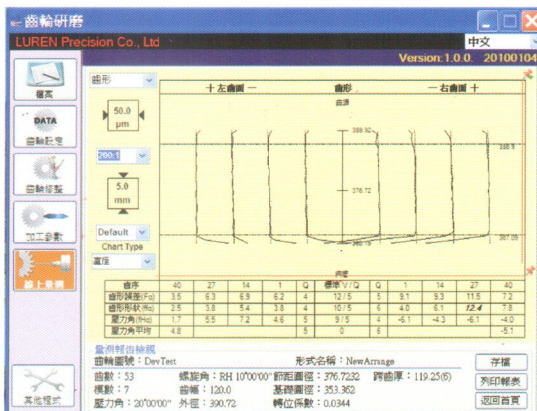 齒輪研磨
LUREN Precision Co., Ltd
中文
Version:1.0.0. 20100104
檔案
DATA
齒輪設定
齒輪修整
加工參數
線上量測
其他程式
齒形
50.0
μm
200:1
5.0
mm
Default
Chart Type
直徑
十左齒面一 齒形 一右齒面十
齒頂
388.92
388.9
376.72
367.09
齒序 40 27 14 1 Q 標準 V / Q Q 1 14 27 40
齒形誤差(Fα) 3.5 6.3 6.9 6.2 4 12 / 5 5 9.1 9.3 11.5 7.2
齒形形狀(ffα) 2.5 3.8 5.4 3.8 4 10 / 5 6 4.0 6.1 12.4 7.8
壓力角(fHα) 1.7 5.5 7.2 4.6 5 9 / 5 4 -6.1 -4.3 -6.1 -4.0
壓力角平均 4.8 5 0 6 -5.1
量測報告檢視
齒輪圖號：DevTest 形式名稱：NewArrange
齒數：53 螺旋角：RH 10°00'00" 節距圓徑：376.7232 跨齒厚：119.25(6)
模數：7 齒幅：120.0 基礎圓徑：353.362
壓力角：20°00'00" 外徑：390.72 轉位係數：0.0344
存檔
列印報表
返回首頁